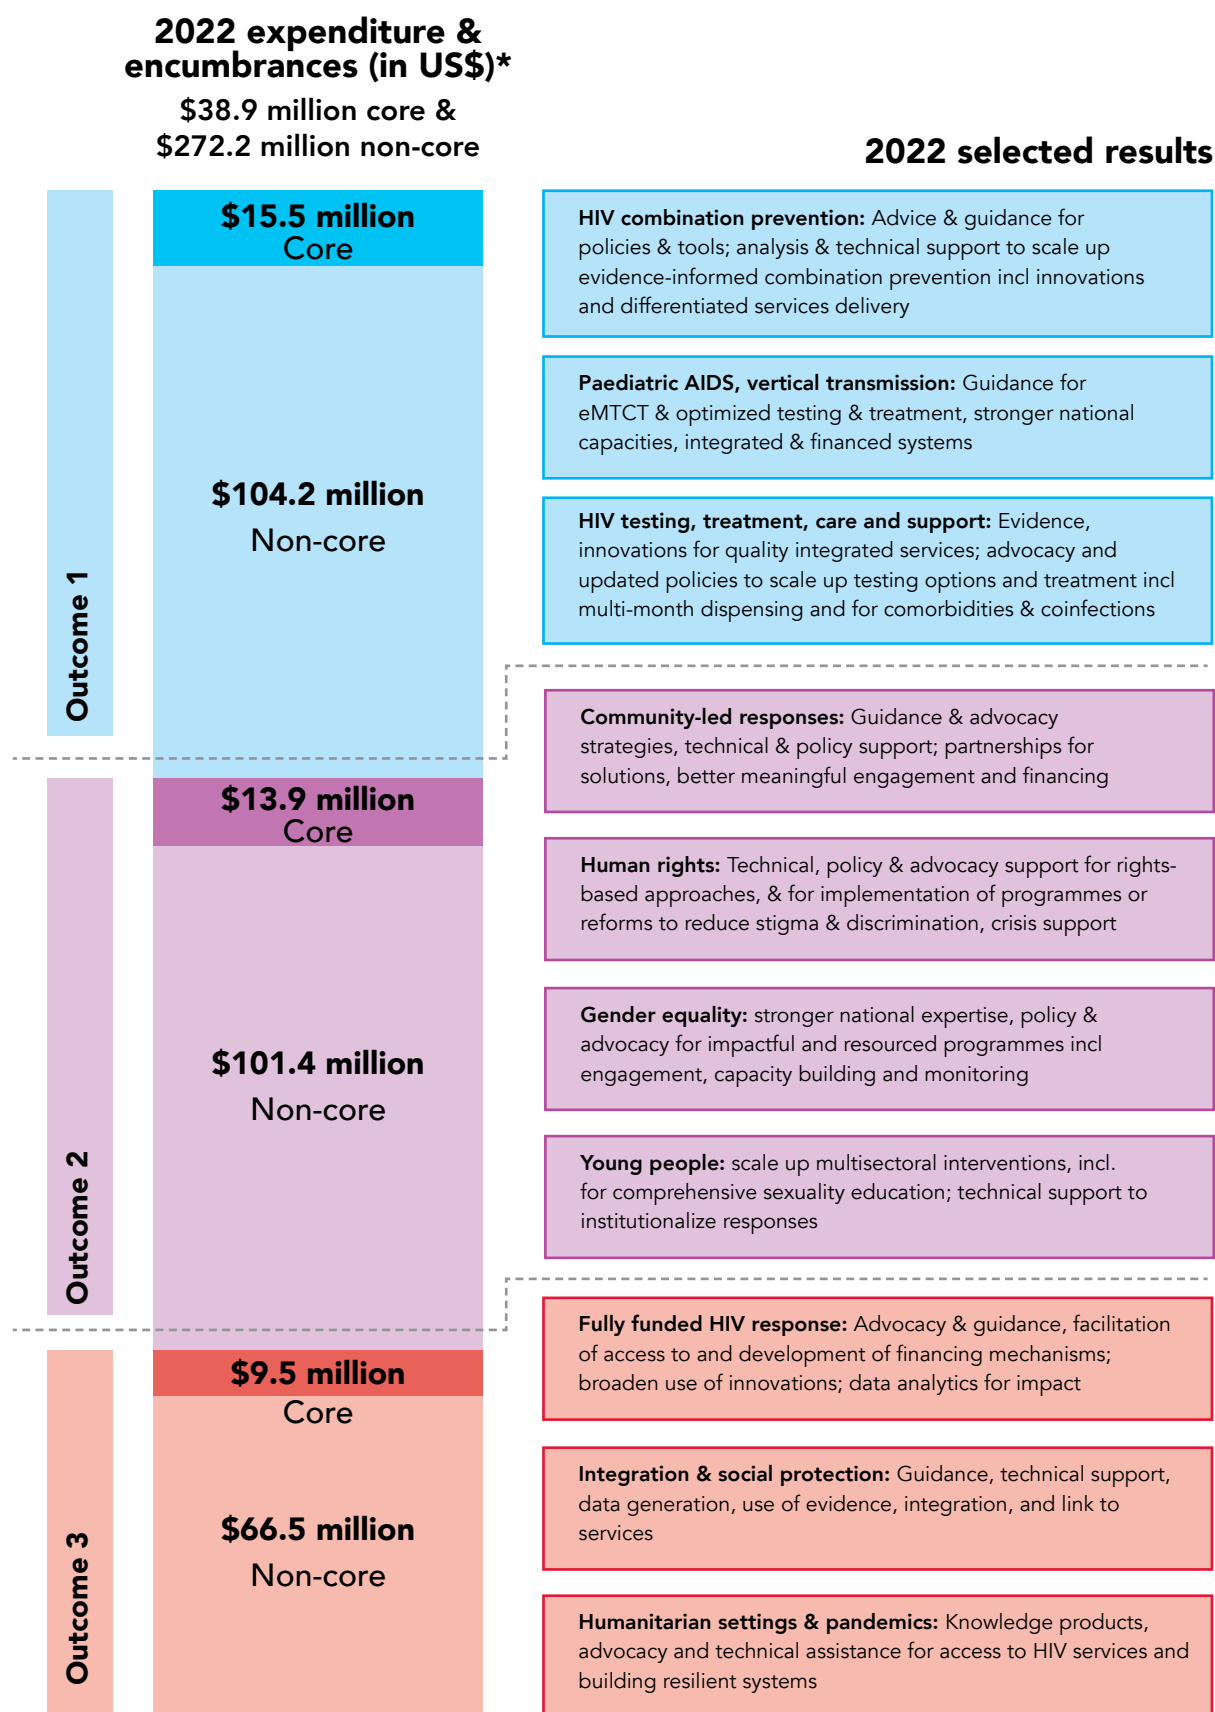 2022 expenditure &
encumbrances (in US$)*
$38.9 million core &
$272.2 million non-core
2022 selected results
Outcome 1
$15.5 million
Core
$104.2 million
Non-core
HIV combination prevention: Advice & guidance for
policies & tools; analysis & technical support to scale up
evidence-informed combination prevention incl innovations
and differentiated services delivery
Paediatric AIDS, vertical transmission: Guidance for
eMTCT & optimized testing & treatment, stronger national
capacities, integrated & financed systems
HIV testing, treatment, care and support: Evidence,
innovations for quality integrated services; advocacy and
updated policies to scale up testing options and treatment incl
multi-month dispensing and for comorbidities & coinfections
Outcome 2
$13.9 million
Core
$101.4 million
Non-core
Community-led responses: Guidance & advocacy
strategies, technical & policy support; partnerships for
solutions, better meaningful engagement and financing
Human rights: Technical, policy & advocacy support for rights-
based approaches, & for implementation of programmes or
reforms to reduce stigma & discrimination, crisis support
Gender equality: stronger national expertise, policy &
advocacy for impactful and resourced programmes incl
engagement, capacity building and monitoring
Young people: scale up multisectoral interventions, incl.
for comprehensive sexuality education; technical support to
institutionalize responses
Outcome 3
$9.5 million
Core
$66.5 million
Non-core
Fully funded HIV response: Advocacy & guidance, facilitation
of access to and development of financing mechanisms;
broaden use of innovations; data analytics for impact
Integration & social protection: Guidance, technical support,
data generation, use of evidence, integration, and link to
services
Humanitarian settings & pandemics: Knowledge products,
advocacy and technical assistance for access to HIV services and
building resilient systems